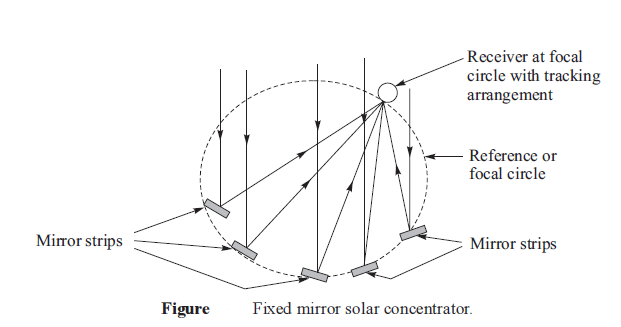 Receiver at focal
circle with tracking
arrangement
Reference or
focal circle
Mirror strips
Mirror strips
Figure Fixed mirror solar concentrator.